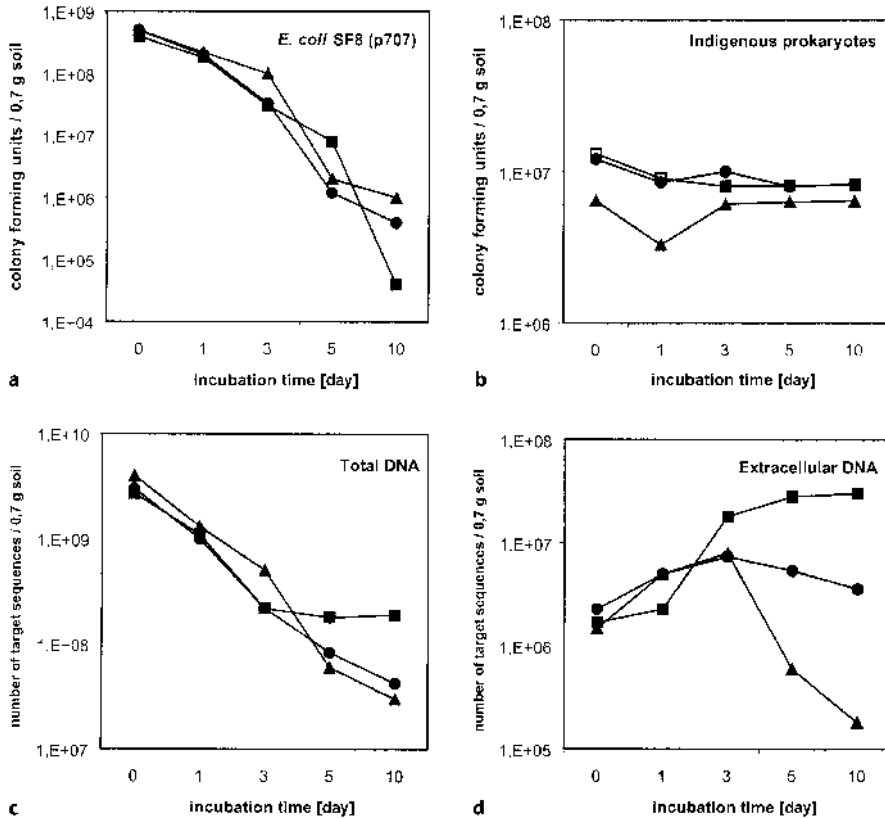 1,E+09
1,E+08
1,E+07
1,E+06
1,E+05
1,E-04
colony forming units / 0,7 g soil
E. coli SF8 (p707)
0 1 3 5 10
incubation time [day]
a
1,E+08
1,E+07
1,E+06
colony forming units / 0,7 g soil
Indigenous prokaryotes
0 1 3 5 10
incubation time [day]
b
1,E+10
1,E+09
1,E-08
1,E+07
number of target sequences / 0,7 g soil
Total DNA
0 1 3 5 10
incubation time [day]
c
1,E+08
1,E+07
1,E+06
1,E+05
number of target sequences / 0,7 g soil
Extracellular DNA
0 1 3 5 10
incubation time [day]
d